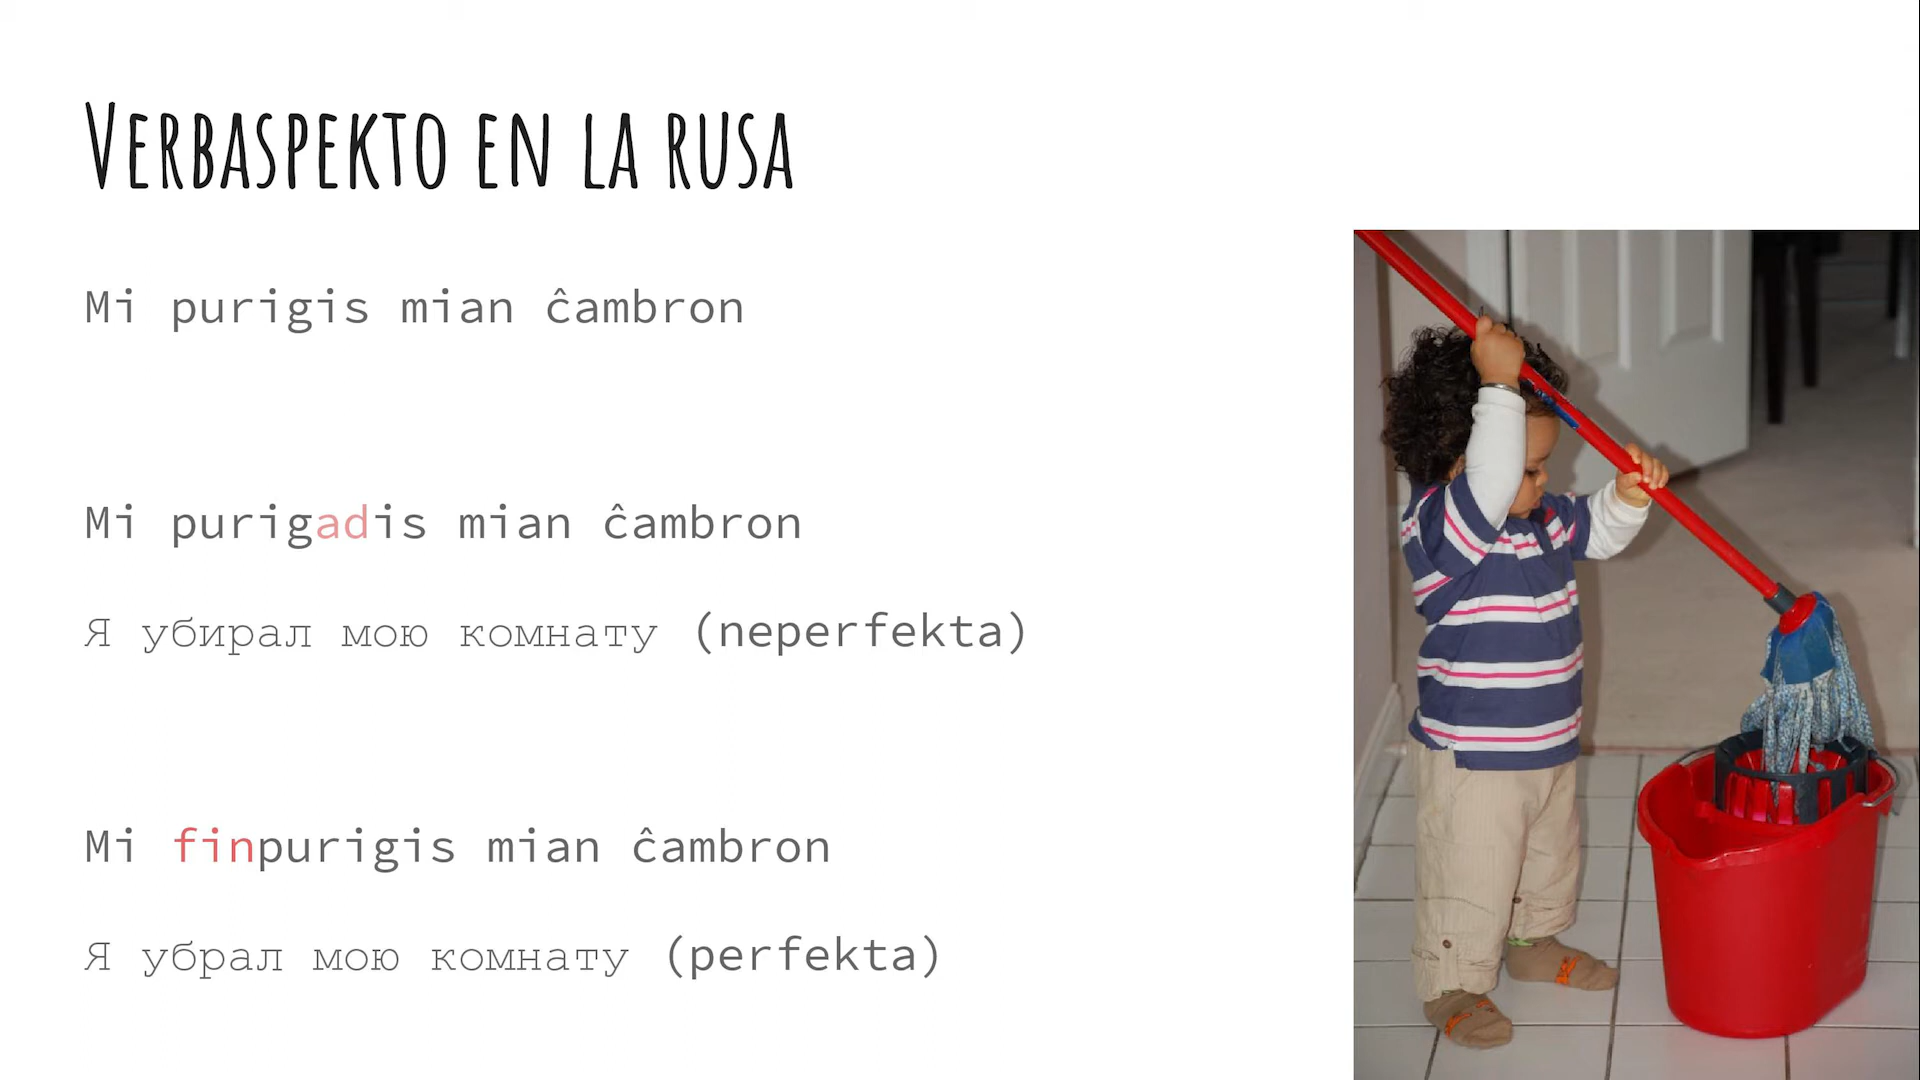 Verbaspekto en la rusa
Mi purigis mian ĉambron
Mi purigadis mian ĉambron
Я убирал мою комнату (neperfekta)
Mi finpurigis mian ĉambron
Я убрал мою комнату (perfekta)